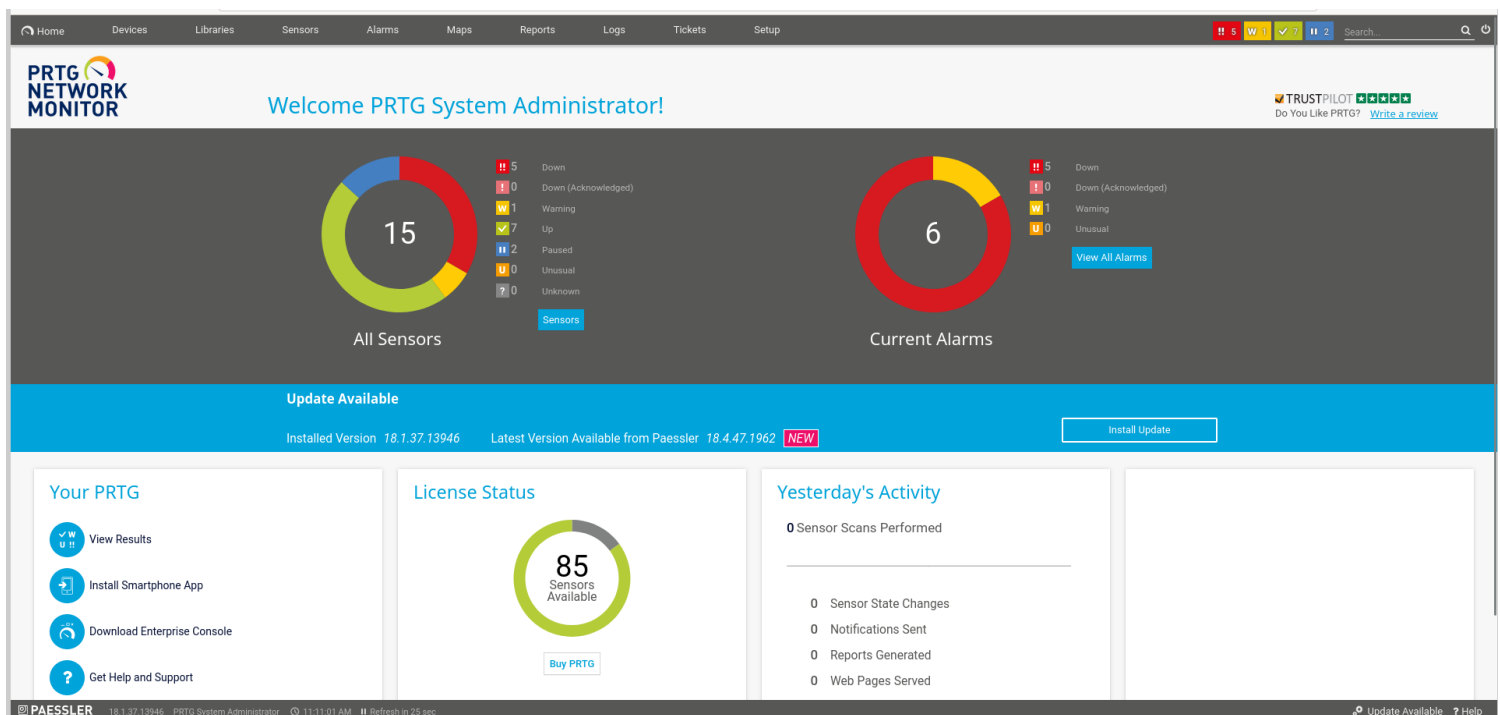 Home Devices Libraries Sensors Alarms Maps Reports Logs Tickets Setup !! 5 W 1 7 2 Search...
PRTG
NETWORK
MONITOR
Welcome PRTG System Administrator!
TRUSTPILOT
Do You Like PRTG? Write a review
15
All Sensors
!! 5 Down
! 0 Down (Acknowledged)
W 1 Warning
7 Up
2 Paused
U 0 Unusual
? 0 Unknown
Sensors
6
Current Alarms
!! 5 Down
! 0 Down (Acknowledged)
W 1 Warning
U 0 Unusual
View All Alarms
Update Available
Installed Version 18.1.37.13946 Latest Version Available from Paessler 18.4.47.1962 NEW
Install Update
Your PRTG
W
U !!
View Results
Install Smartphone App
Download Enterprise Console
? Get Help and Support
License Status
85
Sensors
Available
Buy PRTG
Yesterday's Activity
0 Sensor Scans Performed
0 Sensor State Changes
0 Notifications Sent
0 Reports Generated
0 Web Pages Served
PAESSLER 18.1.37.13946 PRTG System Administrator 11:11:01 AM Refresh in 25 sec Update Available ? Help